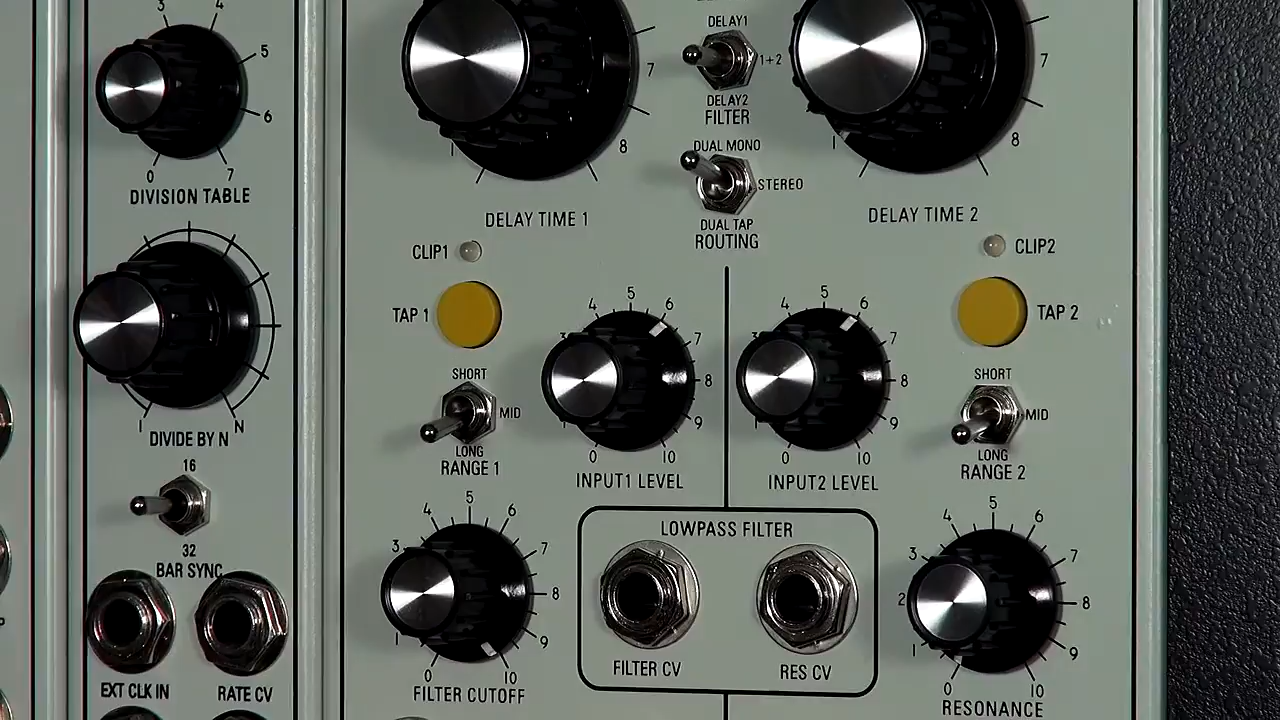 3 4 5 6 0 7
DIVISION TABLE
I N
DIVIDE BY N
16
32
BAR SYNC
EXT CLK IN
RATE CV
1 7 8
DELAY TIME 1
DELAY1
1+2
DELAY2
FILTER
DUAL MONO
STEREO
DUAL TAP
ROUTING
1 7 8
DELAY TIME 2
CLIP1
CLIP2
TAP 1
TAP 2
SHORT
MID
LONG
RANGE 1
3 4 5 6 7 8 9 0 10
INPUT1 LEVEL
3 4 5 6 7 8 9 0 10
INPUT2 LEVEL
SHORT
MID
LONG
RANGE 2
1 3 4 5 6 7 8 9 0 10
FILTER CUTOFF
LOWPASS FILTER
FILTER CV
RES CV
1 2 3 4 5 6 7 8 9 0 10
RESONANCE